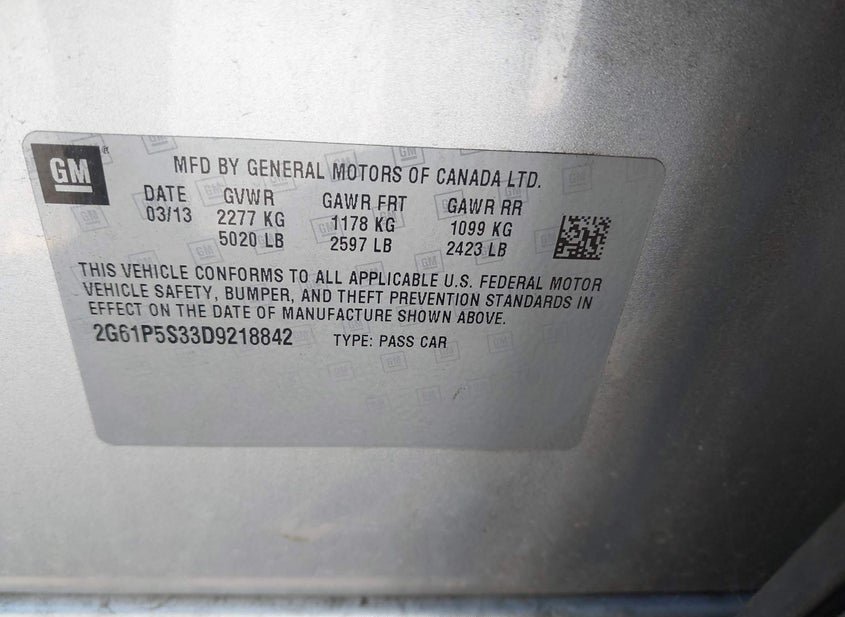 GM
MFD BY GENERAL MOTORS OF CANADA LTD.
DATE GVWR GAWR FRT GAWR RR
03/13 2277 KG 1178 KG 1099 KG
5020 LB 2597 LB 2423 LB
THIS VEHICLE CONFORMS TO ALL APPLICABLE U.S. FEDERAL MOTOR
VEHICLE SAFETY, BUMPER, AND THEFT PREVENTION STANDARDS IN
EFFECT ON THE DATE OF MANUFACTURE SHOWN ABOVE.
2G61P5S33D9218842 TYPE: PASS CAR